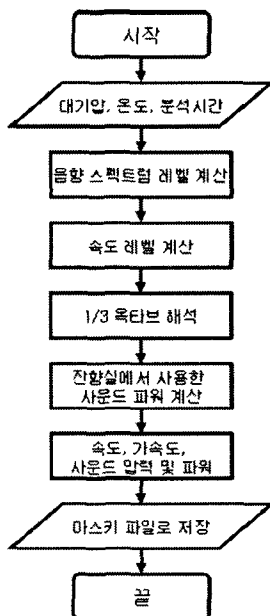 시작
대기압, 온도, 분석시간
음향 스펙트럼 레벨 계산
속도 레벨 계산
1/3 옥타브 해석
잔향실에서 사용한
사운드 파워 계산
속도, 가속도,
사운드 압력 및 파워
아스키 파일로 저장
끝